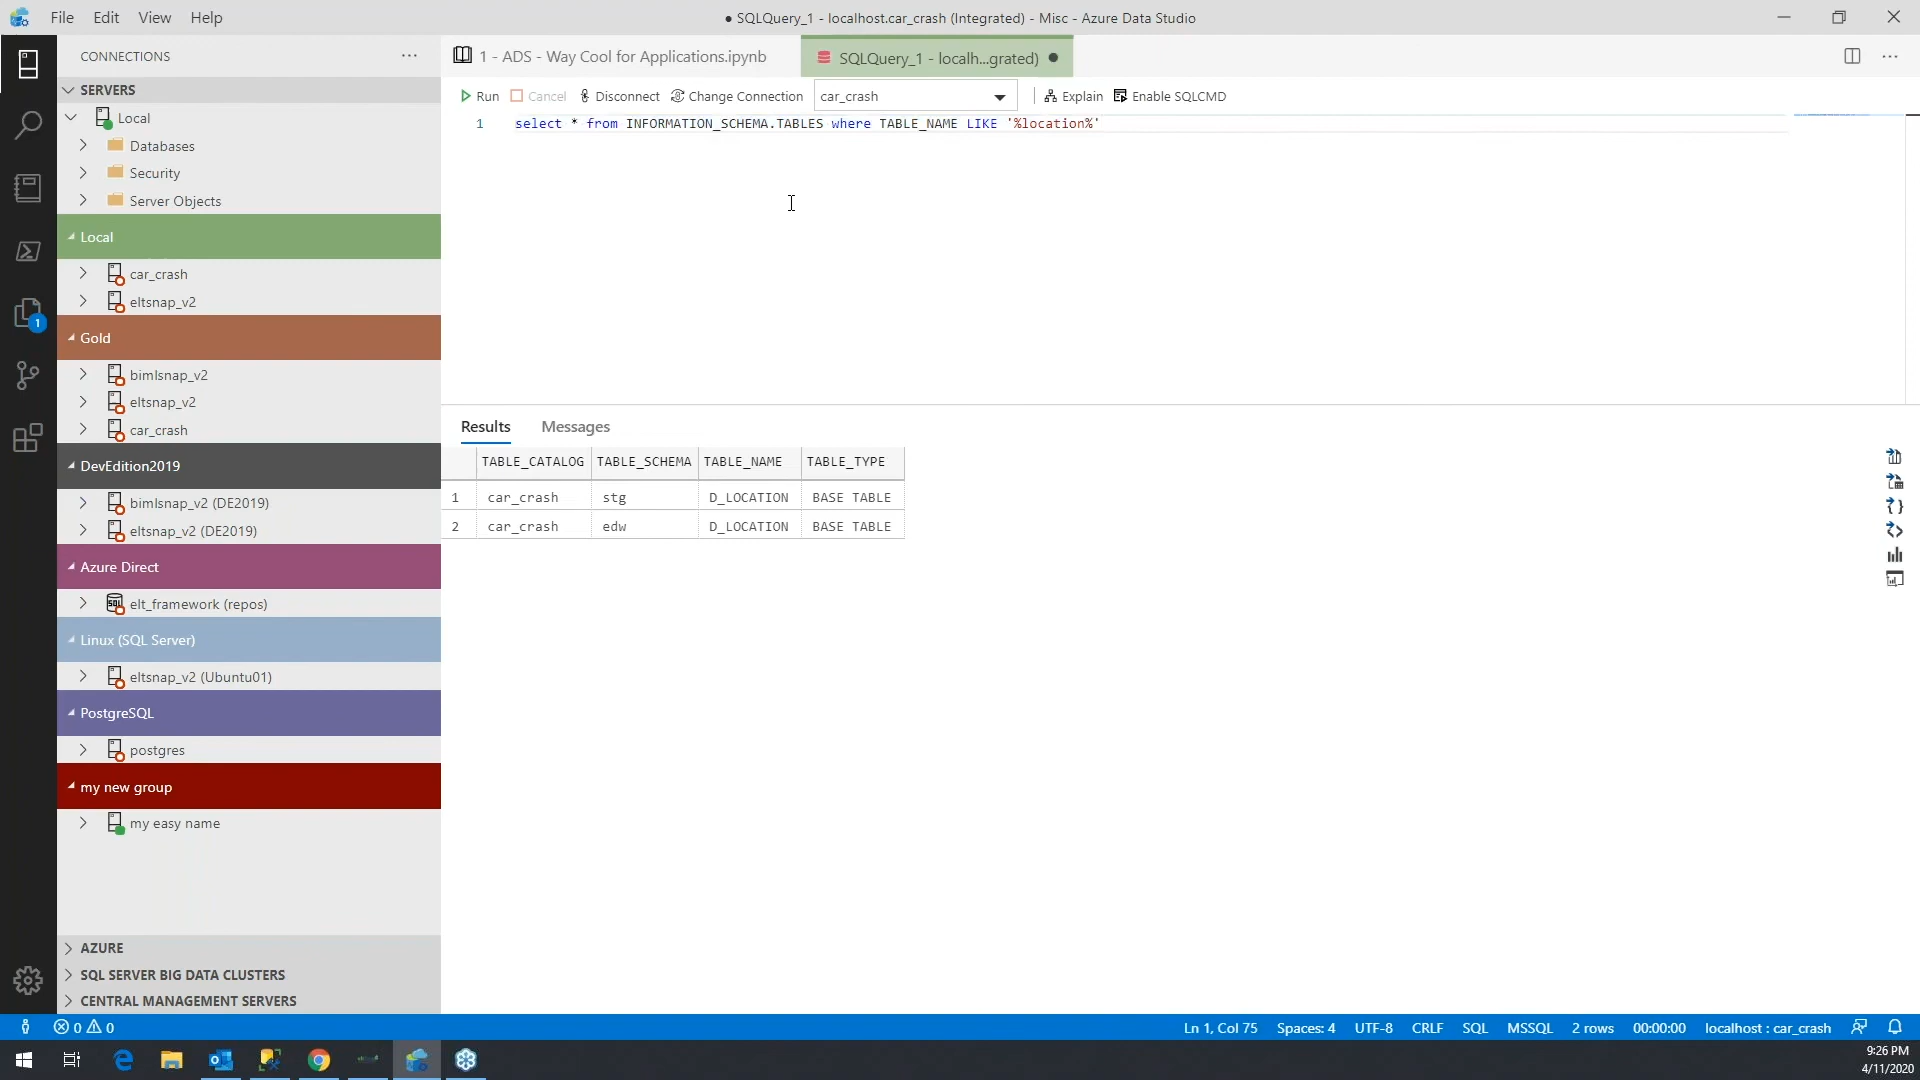 File Edit View Help
● SQLQuery_1 - localhost.car_crash (Integrated) - Misc - Azure Data Studio
CONNECTIONS
SERVERS
Local
Databases
Security
Server Objects
Local
car_crash
eltsnap_v2
Gold
bimlsnap_v2
eltsnap_v2
car_crash
DevEdition2019
bimlsnap_v2 (DE2019)
eltsnap_v2 (DE2019)
Azure Direct
elt_framework (repos)
Linux (SQL Server)
eltsnap_v2 (Ubuntu01)
PostgreSQL
postgres
my new group
my easy name
AZURE
SQL SERVER BIG DATA CLUSTERS
CENTRAL MANAGEMENT SERVERS
1
1 - ADS - Way Cool for Applications.ipynb
SQLQuery_1 - localh...grated) ●
Run Cancel Disconnect Change Connection car_crash Explain Enable SQLCMD
1 select * from INFORMATION_SCHEMA.TABLES where TABLE_NAME LIKE '%location%'
Results Messages
TABLE_CATALOG TABLE_SCHEMA TABLE_NAME TABLE_TYPE
1 car_crash stg D_LOCATION BASE TABLE
2 car_crash edw D_LOCATION BASE TABLE
0 0 Ln 1, Col 75 Spaces: 4 UTF-8 CRLF SQL MSSQL 2 rows 00:00:00 localhost : car_crash
9:26 PM
4/11/2020